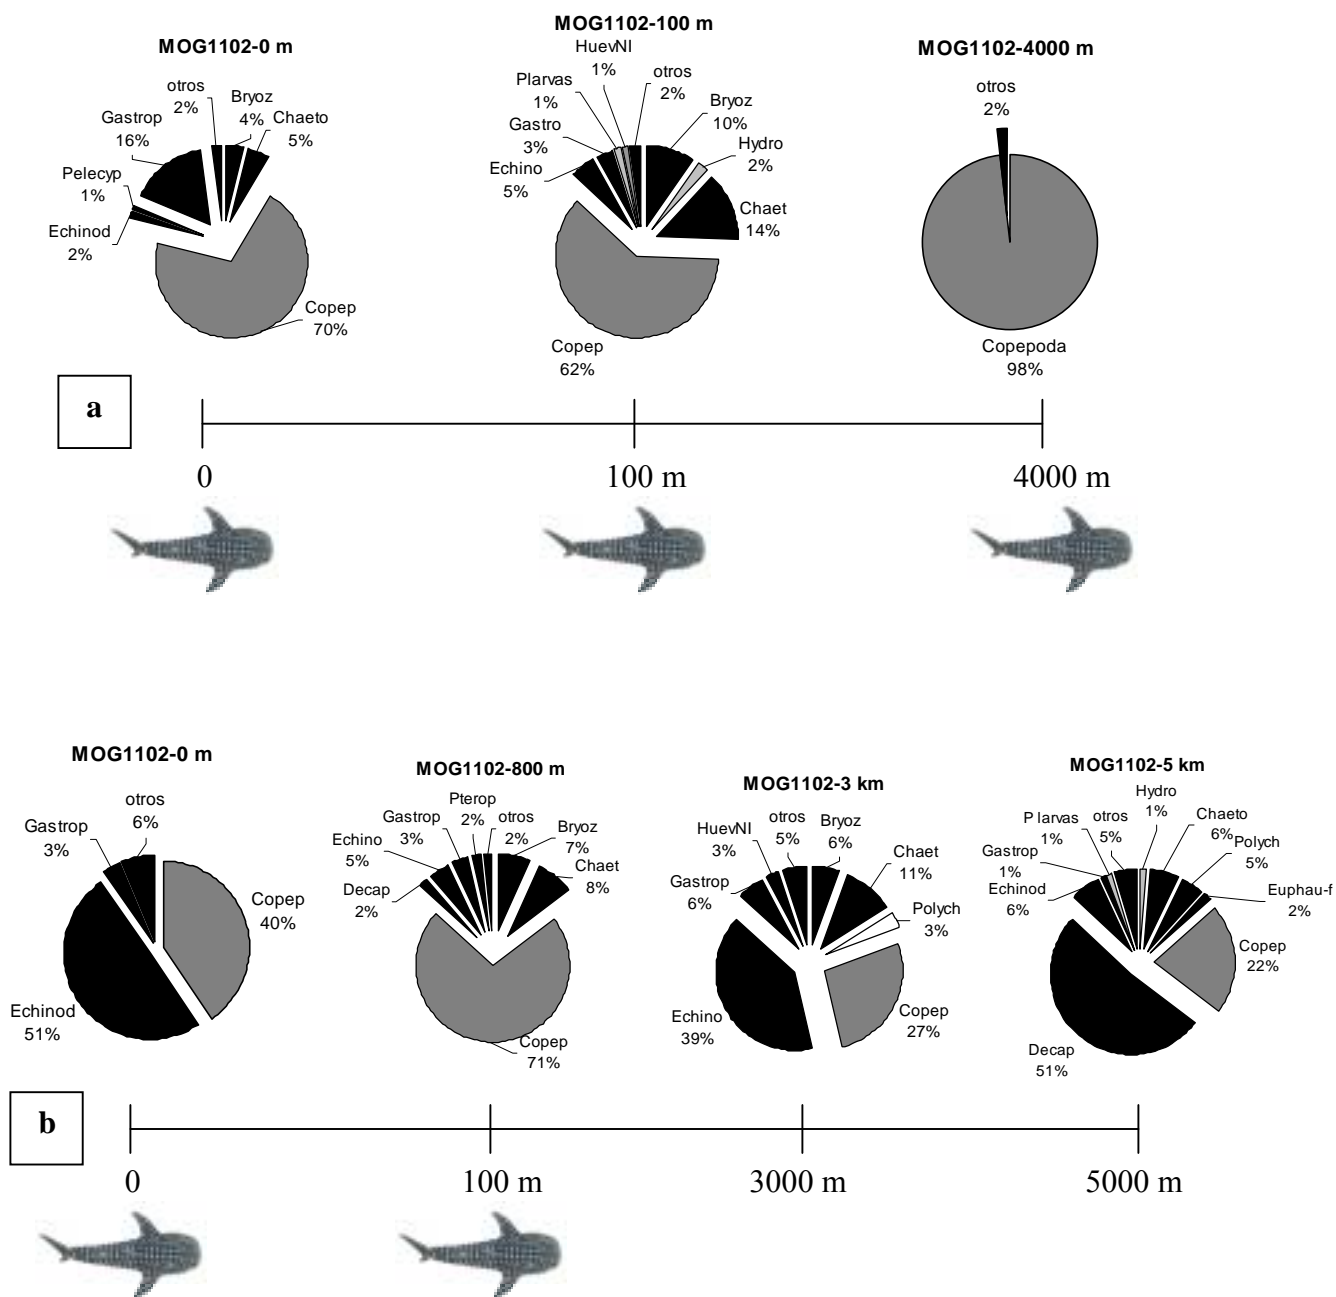 MOG1102-0 m
otros
2%
Bryoz
4%
Chaeto
5%
Gastrop
16%
Pelecyp
1%
Echinod
2%
Copep
70%
MOG1102-100 m
HuevNI
1%
otros
2%
Plarvas
1%
Bryoz
10%
Gastro
3%
Hydro
2%
Echino
5%
Chaet
14%
Copep
62%
MOG1102-4000 m
otros
2%
Copepoda
98%
a
0
100 m
4000 m
MOG1102-0 m
otros
6%
Gastrop
3%
Copep
40%
Echinod
51%
MOG1102-800 m
Pterop
2%
otros
2%
Gastrop
3%
Bryoz
7%
Echino
5%
Chaet
8%
Decap
2%
Copep
71%
MOG1102-3 km
otros
5%
Bryoz
6%
HuevNI
3%
Chaet
11%
Gastrop
6%
Polych
3%
Echino
39%
Copep
27%
MOG1102-5 km
Hydro
1%
P larvas
1%
otros
5%
Chaeto
6%
Polych
5%
Gastrop
1%
Echinod
6%
Euphau-f
2%
Copep
22%
Decap
51%
b
0
100 m
3000 m
5000 m